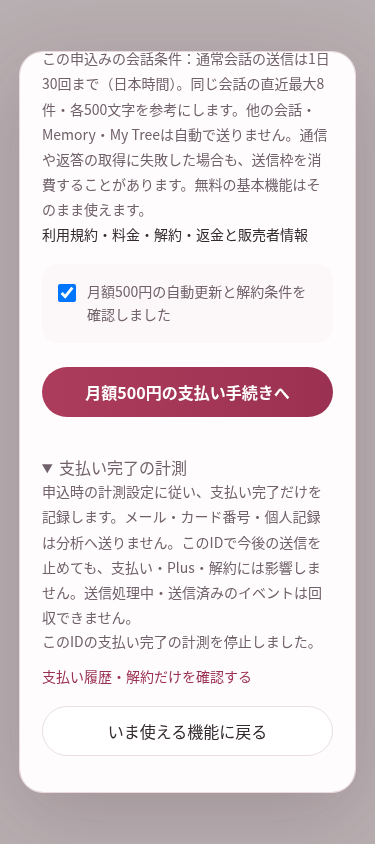 この申込みの会話条件：通常会話の送信は1日
30回まで（日本時間）。同じ会話の直近最大8
件・各500文字を参考にします。他の会話・
Memory・My Treeは自動で送りません。通信
や返答の取得に失敗した場合も、送信枠を消
費することがあります。無料の基本機能はそ
のまま使えます。
利用規約・料金・解約・返金と販売者情報
月額500円の自動更新と解約条件を
確認しました
月額500円の支払い手続きへ
▼ 支払い完了の計測
申込時の計測設定に従い、支払い完了だけを
記録します。メール・カード番号・個人記録
は分析へ送りません。このIDで今後の送信を
止めても、支払い・Plus・解約には影響しま
せん。送信処理中・送信済みのイベントは回
収できません。
このIDの支払い完了の計測を停止しました。
支払い履歴・解約だけを確認する
いま使える機能に戻る